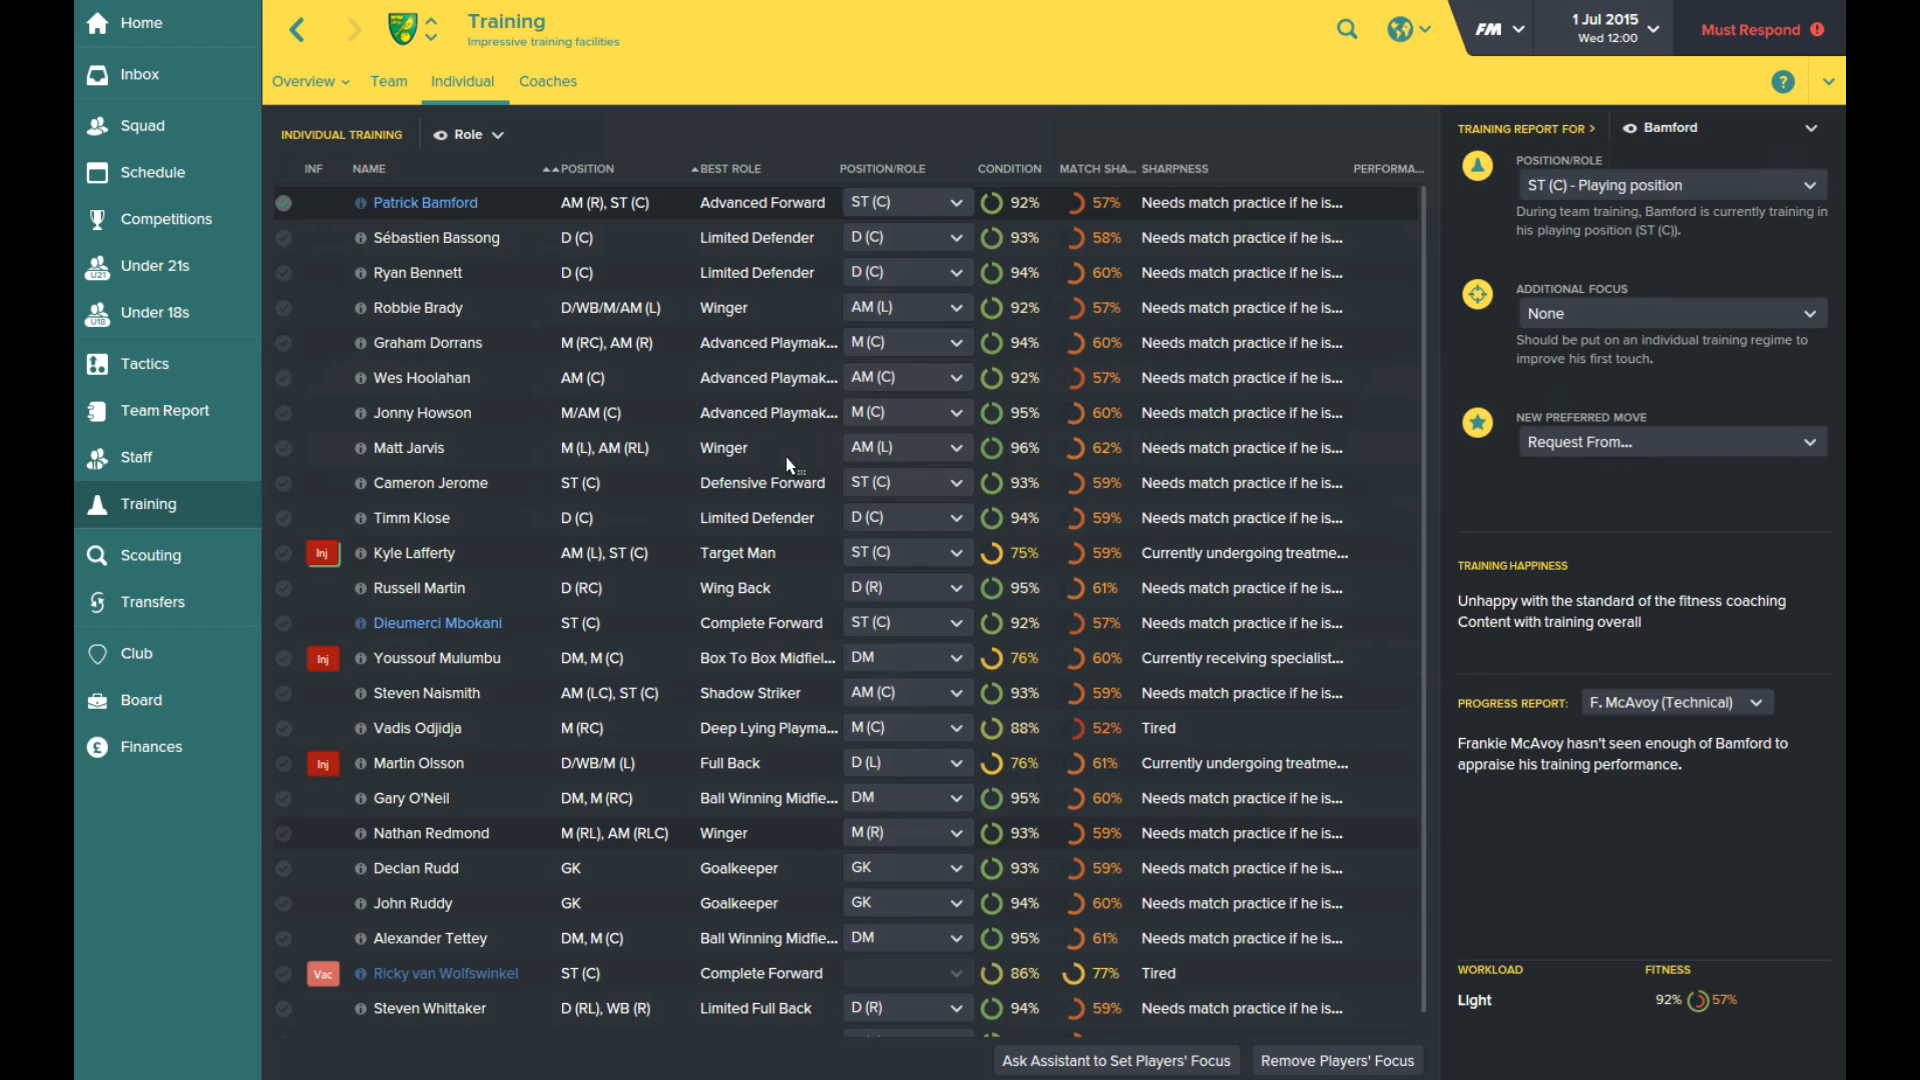 Home
Inbox
Squad
Schedule
Competitions
U21 Under 21s
U18 Under 18s
Tactics
Team Report
Staff
Training
Scouting
Transfers
Club
Board
£ Finances
Training
Impressive training facilities
FM
1 Jul 2015
Wed 12:00
Must Respond !
Overview Team Individual Coaches ?
INDIVIDUAL TRAINING Role
INF NAME POSITION BEST ROLE POSITION/ROLE CONDITION MATCH SHA... SHARPNESS PERFORMA...
Patrick Bamford AM (R), ST (C) Advanced Forward ST (C) 92% 57% Needs match practice if he is...
Sébastien Bassong D (C) Limited Defender D (C) 93% 58% Needs match practice if he is...
Ryan Bennett D (C) Limited Defender D (C) 94% 60% Needs match practice if he is...
Robbie Brady D/WB/M/AM (L) Winger AM (L) 92% 57% Needs match practice if he is...
Graham Dorrans M (RC), AM (R) Advanced Playmak... M (C) 94% 60% Needs match practice if he is...
Wes Hoolahan AM (C) Advanced Playmak... AM (C) 92% 57% Needs match practice if he is...
Jonny Howson M/AM (C) Advanced Playmak... M (C) 95% 60% Needs match practice if he is...
Matt Jarvis M (L), AM (RL) Winger AM (L) 96% 62% Needs match practice if he is...
Cameron Jerome ST (C) Defensive Forward ST (C) 93% 59% Needs match practice if he is...
Timm Klose D (C) Limited Defender D (C) 94% 59% Needs match practice if he is...
Inj Kyle Lafferty AM (L), ST (C) Target Man ST (C) 75% 59% Currently undergoing treatme...
Russell Martin D (RC) Wing Back D (R) 95% 61% Needs match practice if he is...
Dieumerci Mbokani ST (C) Complete Forward ST (C) 92% 57% Needs match practice if he is...
Inj Youssouf Mulumbu DM, M (C) Box To Box Midfiel... DM 76% 60% Currently receiving specialist...
Steven Naismith AM (LC), ST (C) Shadow Striker AM (C) 93% 59% Needs match practice if he is...
Vadis Odjidja M (RC) Deep Lying Playma... M (C) 88% 52% Tired
Inj Martin Olsson D/WB/M (L) Full Back D (L) 76% 61% Currently undergoing treatme...
Gary O'Neil DM, M (RC) Ball Winning Midfie... DM 95% 60% Needs match practice if he is...
Nathan Redmond M (RL), AM (RLC) Winger M (R) 93% 59% Needs match practice if he is...
Declan Rudd GK Goalkeeper GK 93% 59% Needs match practice if he is...
John Ruddy GK Goalkeeper GK 94% 60% Needs match practice if he is...
Alexander Tettey DM, M (C) Ball Winning Midfie... DM 95% 61% Needs match practice if he is...
Vac Ricky van Wolfswinkel ST (C) Complete Forward 86% 77% Tired
Steven Whittaker D (RL), WB (R) Limited Full Back D (R) 94% 59% Needs match practice if he is...
Ask Assistant to Set Players' Focus Remove Players' Focus
TRAINING REPORT FOR > Bamford
POSITION/ROLE
ST (C) - Playing position
During team training, Bamford is currently training in
his playing position (ST (C)).
ADDITIONAL FOCUS
None
Should be put on an individual training regime to
improve his first touch.
NEW PREFERRED MOVE
Request From...
TRAINING HAPPINESS
Unhappy with the standard of the fitness coaching
Content with training overall
PROGRESS REPORT: F. McAvoy (Technical)
Frankie McAvoy hasn't seen enough of Bamford to
appraise his training performance.
WORKLOAD FITNESS
Light 92% 57%